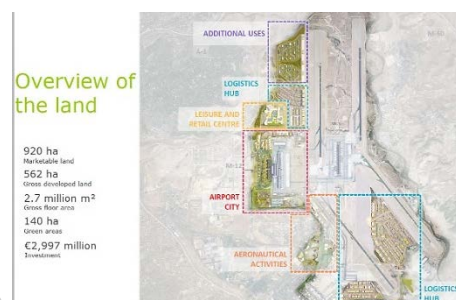 Overview of
the land
920 ha
Marketable land
562 ha
Gross developed land
2.7 million m²
Gross floor area
140 ha
Green areas
€2,997 million
Investment
ADDITIONAL USES
LOGISTICS
HUB
LEISURE AND
RETAIL CENTRE
AIRPORT
CITY
AERONAUTICAL
ACTIVITIES
LOGISTICS
HUB